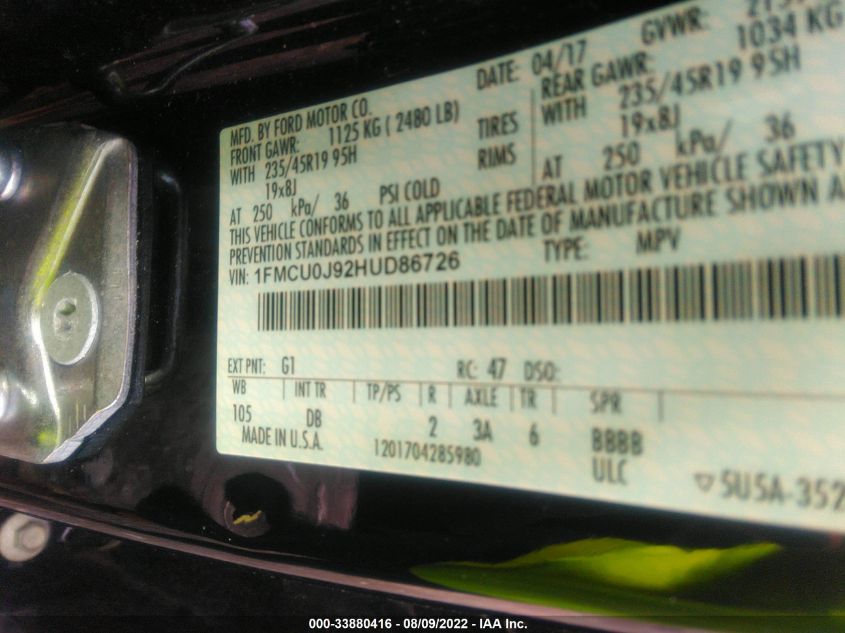 MFD. BY FORD MOTOR CO.
DATE: 04/17
GVWR:
FRONT GAWR: 1125 KG ( 2480 LB)
REAR GAWR: 1034 KG
WITH 235/45R19 95H TIRES WITH 235/45R19 95H
19x8J RIMS 19x8J
AT 250 kPa/ 36 PSI COLD AT 250 kPa/ 36
THIS VEHICLE CONFORMS TO ALL APPLICABLE FEDERAL MOTOR VEHICLE SAFETY
PREVENTION STANDARDS IN EFFECT ON THE DATE OF MANUFACTURE SHOWN A
VIN: 1FMCU0J92HUD86726 TYPE: MPV
EXT PNT: G1 RC: 47 DSO:
WB INT TR TP/PS R AXLE TR SPR
105 DB 2 3A 6 BBBB
MADE IN U.S.A. 1201704285980 ULC
5U5A-352
000-33880416 - 08/09/2022 - IAA Inc.